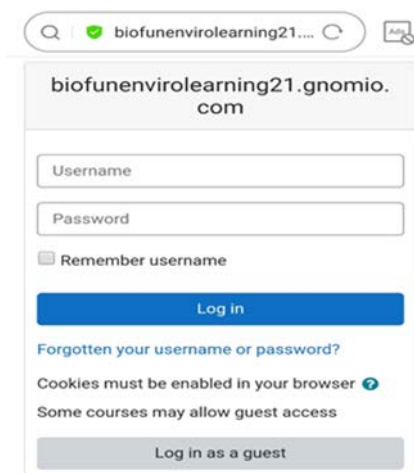 biofunenvirolearning21....
Ads
biofunenvirolearning21.gnomio.
com
Username
Password
Remember username
Log in
Forgotten your username or password?
Cookies must be enabled in your browser ?
Some courses may allow guest access
Log in as a guest